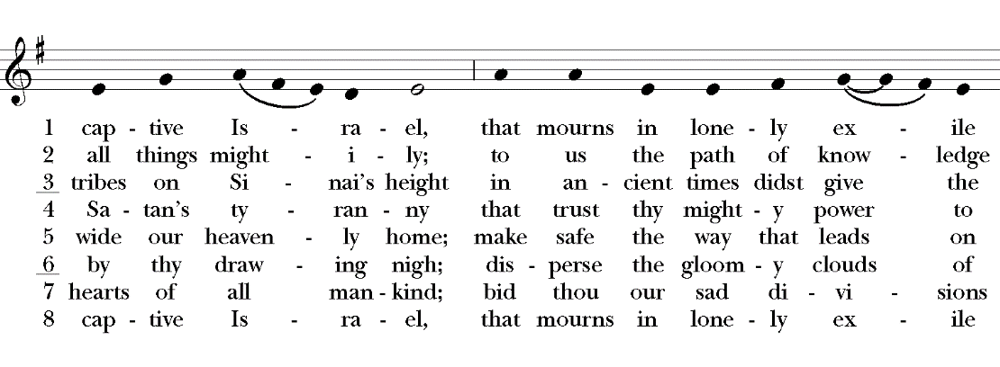 1 cap - tive Is - ra - el, that mourns in lone - ly ex - ile
2 all things might - i - ly; to us the path of know - ledge
3 tribes on Si - nai’s height in an - cient times didst give the
4 Sa - tan’s ty - ran - ny that trust thy might - y power to
5 wide our heaven - ly home; make safe the way that leads on
6 by thy draw - ing nigh; dis - perse the gloom - y clouds of
7 hearts of all man - kind; bid thou our sad di - vi - sions
8 cap - tive Is - ra - el, that mourns in lone - ly ex - ile